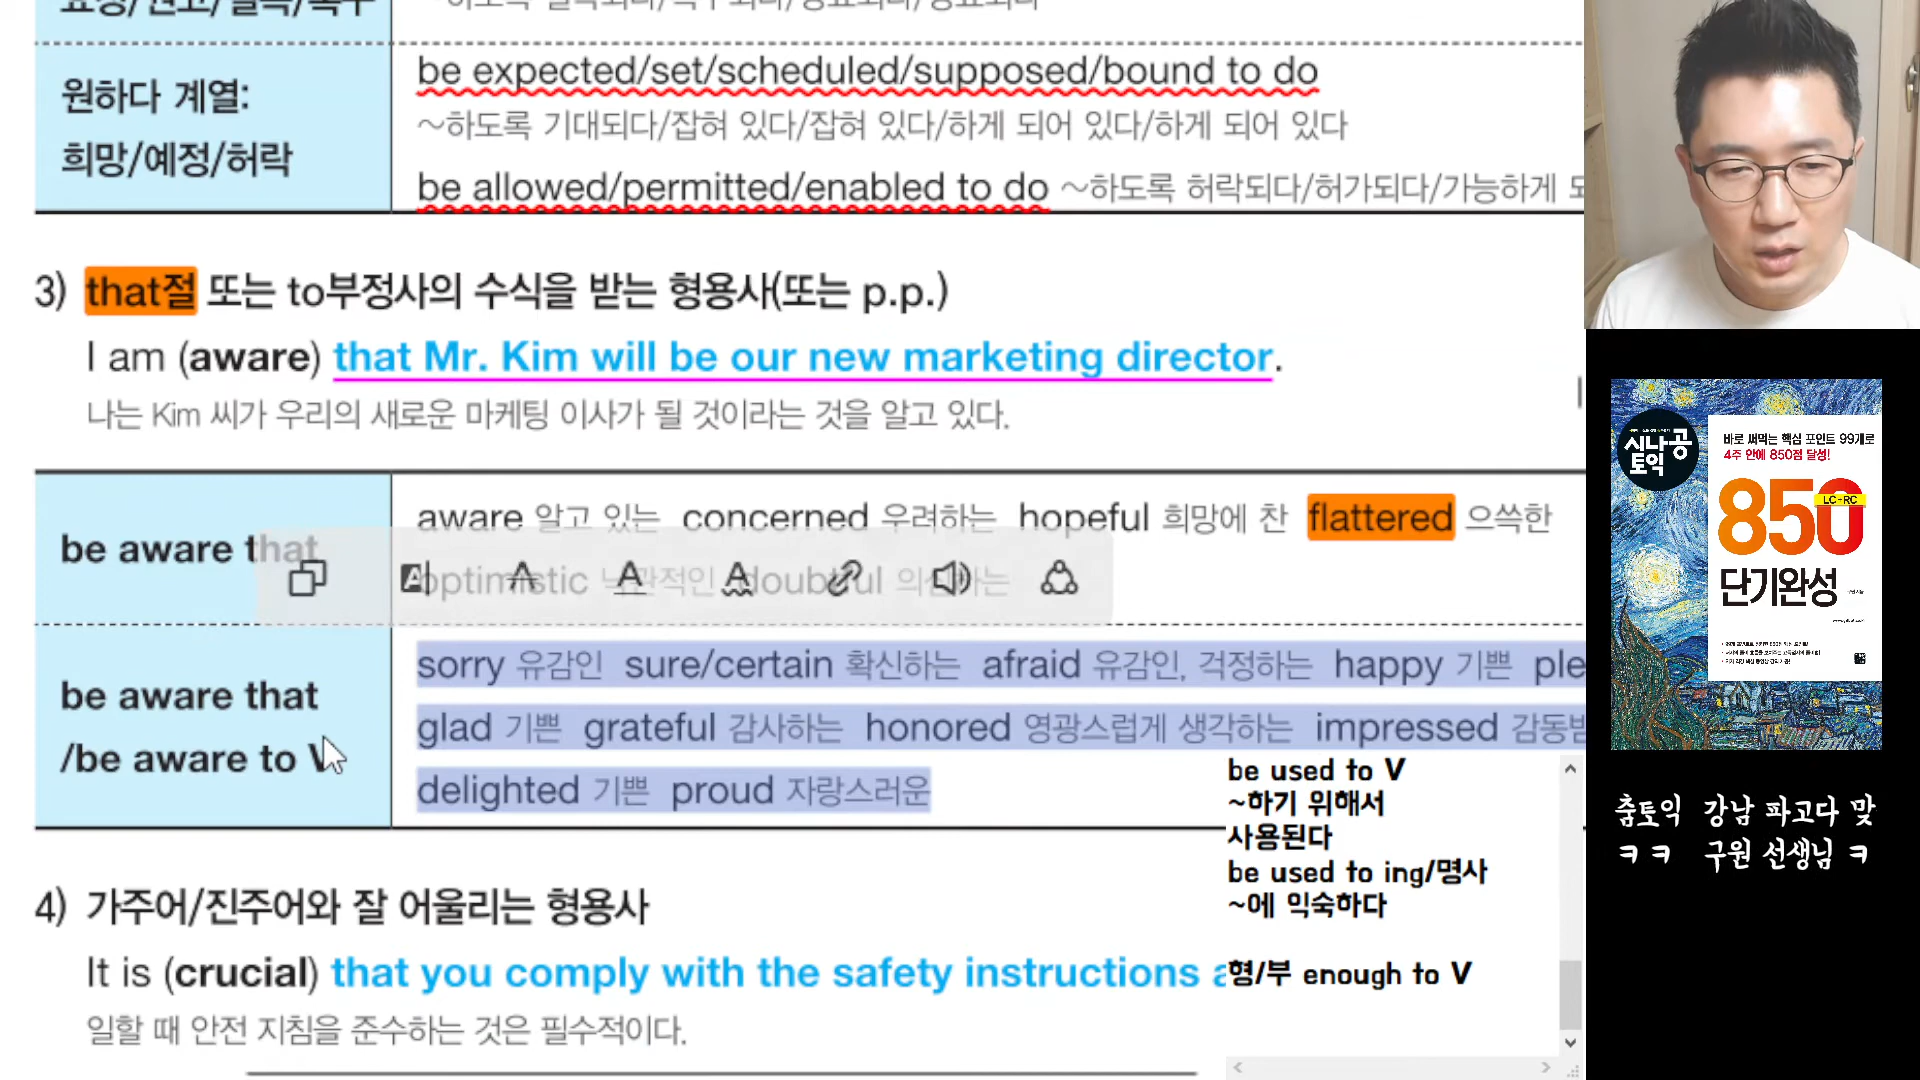 원하다 계열:
희망/예정/허락
be expected/set/scheduled/supposed/bound to do
~하도록 기대되다/잡혀 있다/잡혀 있다/하게 되어 있다/하게 되어 있다
be allowed/permitted/enabled to do ~하도록 허락되다/허가되다/가능하게
3) that절 또는 to부정사의 수식을 받는 형용사(또는 p.p.)
I am (aware) that Mr. Kim will be our new marketing director.
나는 Kim 씨가 우리의 새로운 마케팅 이사가 될 것이라는 것을 알고 있다.
be aware that
aware 알고 있는 concerned 우려하는 hopeful 희망에 찬 flattered 으쓱한
optimistic 낙관적인 doubtful 의심하는
be aware that
/be aware to V
sorry 유감인 sure/certain 확신하는 afraid 유감인, 걱정하는 happy 기쁜 ple
glad 기쁜 grateful 감사하는 honored 영광스럽게 생각하는 impressed 감동받
delighted 기쁜 proud 자랑스러운
4) 가주어/진주어와 잘 어울리는 형용사
It is (crucial) that you comply with the safety instructions a
일할 때 안전 지침을 준수하는 것은 필수적이다.
be used to V
~하기 위해서
사용된다
be used to ing/명사
~에 익숙하다
형/부 enough to V
시나공
토익
바로 써먹는 핵심 포인트 99개로
4주 안에 850점 달성!
850
LC+RC
단기완성
춤토익 강남 파고다 맞
ㅋㅋ 구원 선생님 ㅋ